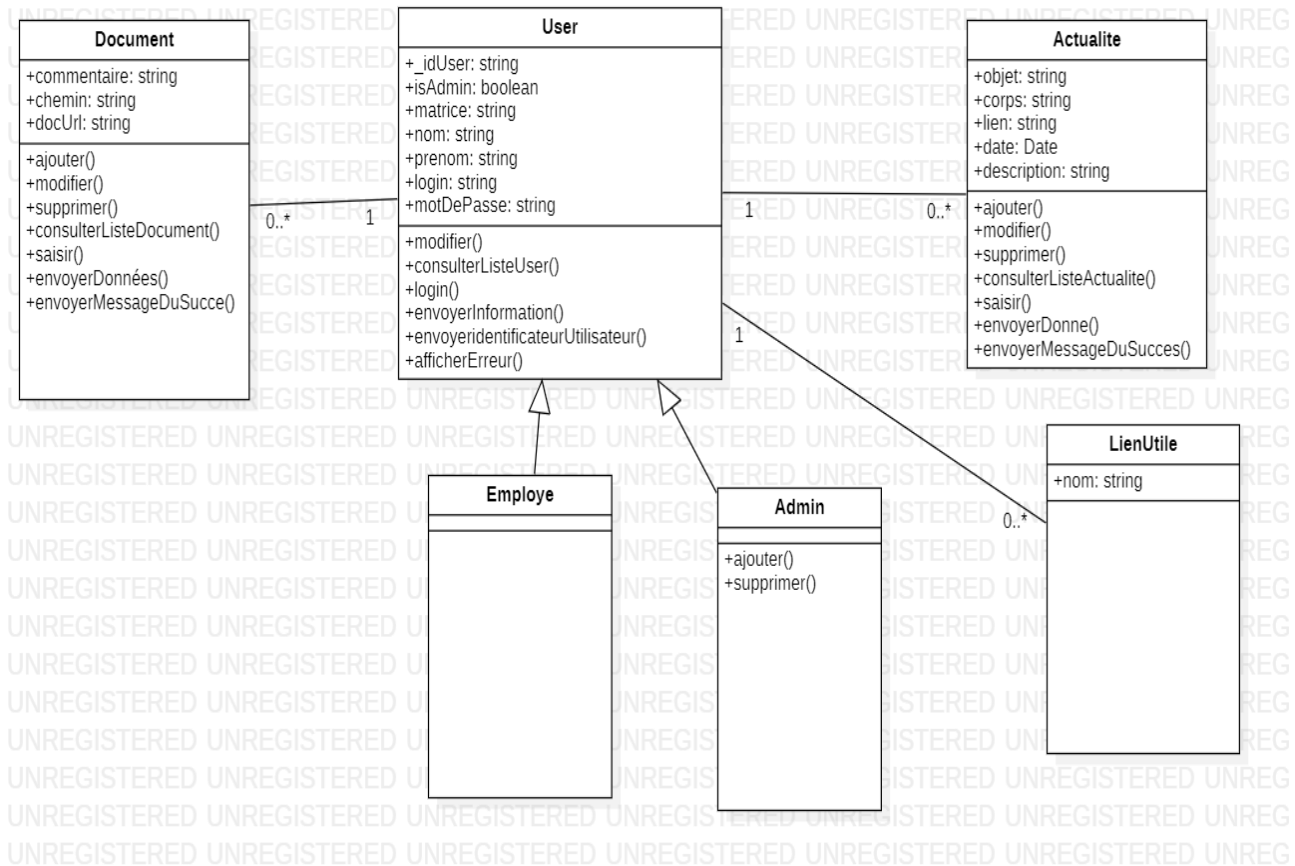 Document
+commentaire: string
+chemin: string
+docUrl: string
+ajouter()
+modifier()
+supprimer()
+consulterListeDocument()
+saisir()
+envoyerDonnées()
+envoyerMessageDuSucce()
0..*
1
User
+_idUser: string
+isAdmin: boolean
+matrice: string
+nom: string
+prenom: string
+login: string
+motDePasse: string
+modifier()
+consulterListeUser()
+login()
+envoyerInformation()
+envoyeridentificateurUtilisateur()
+afficherErreur()
1
0..*
Actualite
+objet: string
+corps: string
+lien: string
+date: Date
+description: string
+ajouter()
+modifier()
+supprimer()
+consulterListeActualite()
+saisir()
+envoyerDonne()
+envoyerMessageDuSucces()
1
0..*
Employe
Admin
+ajouter()
+supprimer()
LienUtile
+nom: string
UNREGISTERED